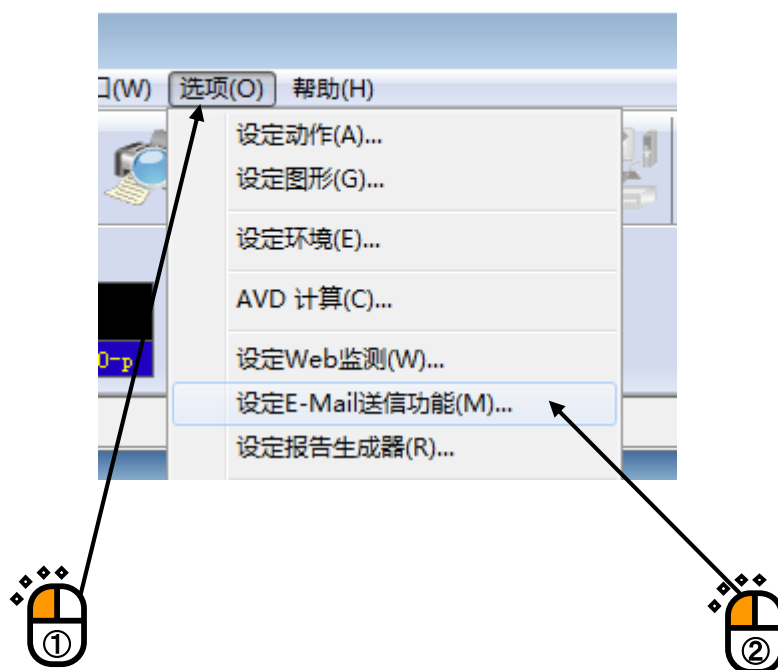 (W) 选项(O) 帮助(H)
设定动作(A)...
设定图形(G)...
设定环境(E)...
AVD 计算(C)...
0-p
设定Web监测(W)...
设定E-Mail送信功能(M)...
设定报告生成器(R)...
① ②